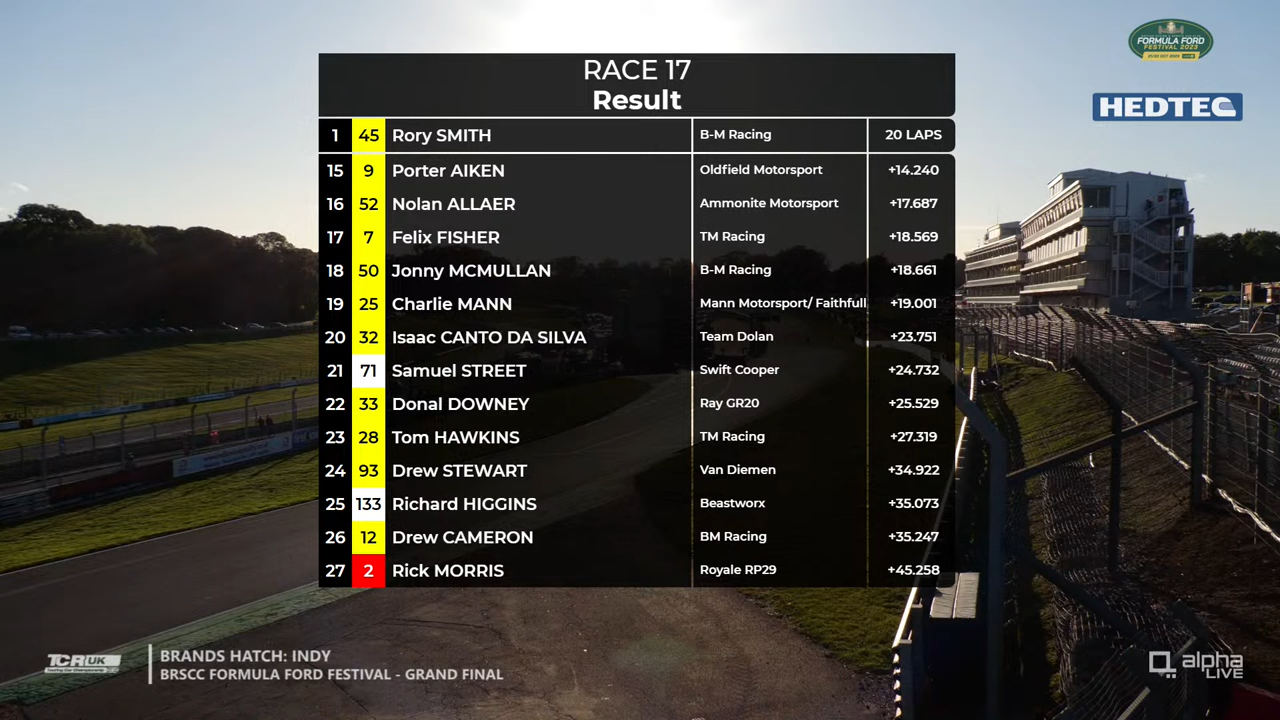 FORMULA FORD
FESTIVAL 2023
HEDTEC
RACE 17
Result
1 45 Rory SMITH B-M Racing 20 LAPS
15 9 Porter AIKEN Oldfield Motorsport +14.240
16 52 Nolan ALLAER Ammonite Motorsport +17.687
17 7 Felix FISHER TM Racing +18.569
18 50 Jonny MCMULLAN B-M Racing +18.661
19 25 Charlie MANN Mann Motorsport/ Faithfull +19.001
20 32 Isaac CANTO DA SILVA Team Dolan +23.751
21 71 Samuel STREET Swift Cooper +24.732
22 33 Donal DOWNEY Ray GR20 +25.529
23 28 Tom HAWKINS TM Racing +27.319
24 93 Drew STEWART Van Diemen +34.922
25 133 Richard HIGGINS Beastworx +35.073
26 12 Drew CAMERON BM Racing +35.247
27 2 Rick MORRIS Royale RP29 +45.258
TCR UK
BRANDS HATCH: INDY
BRSCC FORMULA FORD FESTIVAL - GRAND FINAL
alpha
LIVE